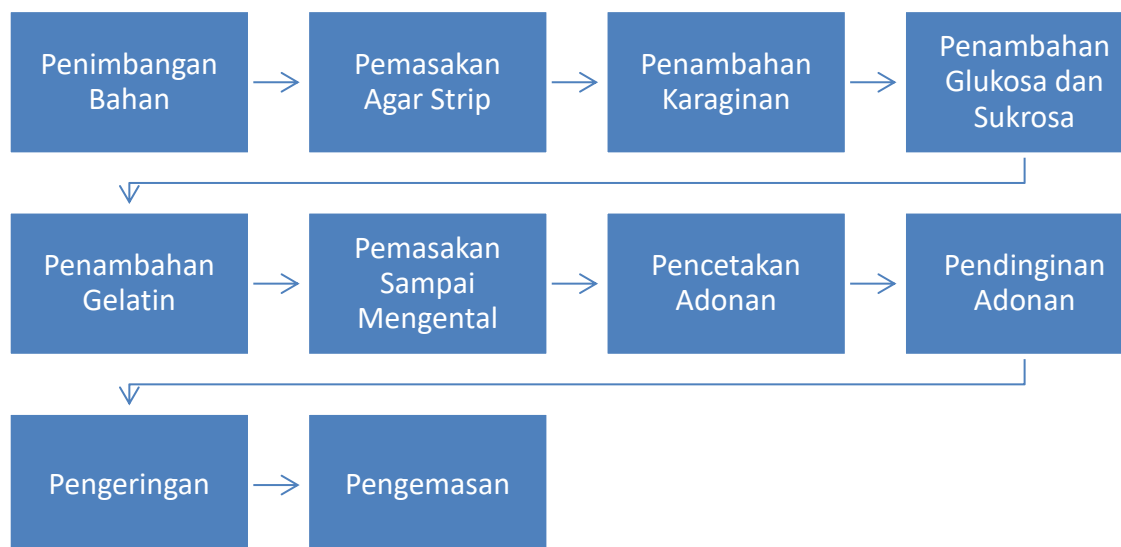 Penimbangan
Bahan
Pemasakan
Agar Strip
Penambahan
Karaginan
Penambahan
Glukosa dan
Sukrosa
Penambahan
Gelatin
Pemasakan
Sampai
Mengental
Pencetakan
Adonan
Pendinginan
Adonan
Pengeringan
Pengemasan